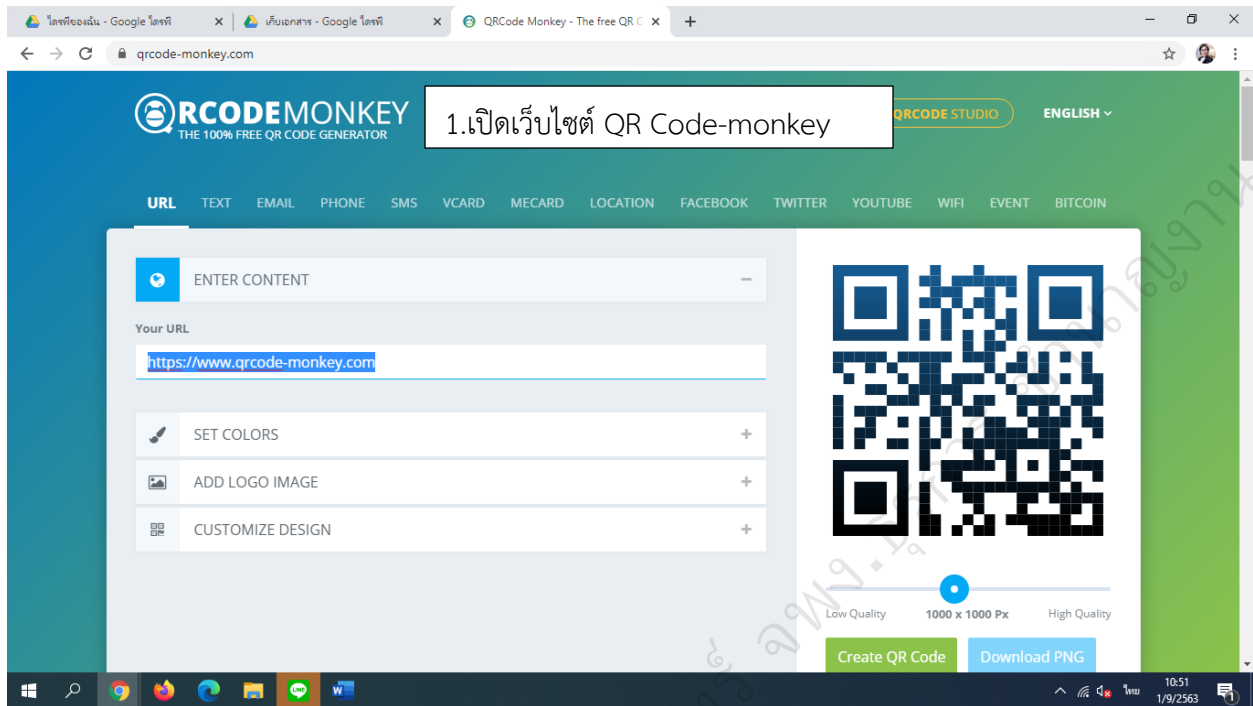 ไดรฟ์ของฉัน - Google ไดรฟ์
เก็บเอกสาร - Google ไดรฟ์
QRCode Monkey - The free QR C
qrcode-monkey.com
RCODEMONKEY
THE 100% FREE QR CODE GENERATOR
1.เปิดเว็บไซต์ QR Code-monkey
QRCODE STUDIO
ENGLISH
URL TEXT EMAIL PHONE SMS VCARD MECARD LOCATION FACEBOOK TWITTER YOUTUBE WIFI EVENT BITCOIN
ENTER CONTENT
Your URL
https://www.qrcode-monkey.com
SET COLORS
ADD LOGO IMAGE
CUSTOMIZE DESIGN
Low Quality 1000 x 1000 Px High Quality
Create QR Code Download PNG
LINE
W
ไทย
10:51
1/9/2563
1